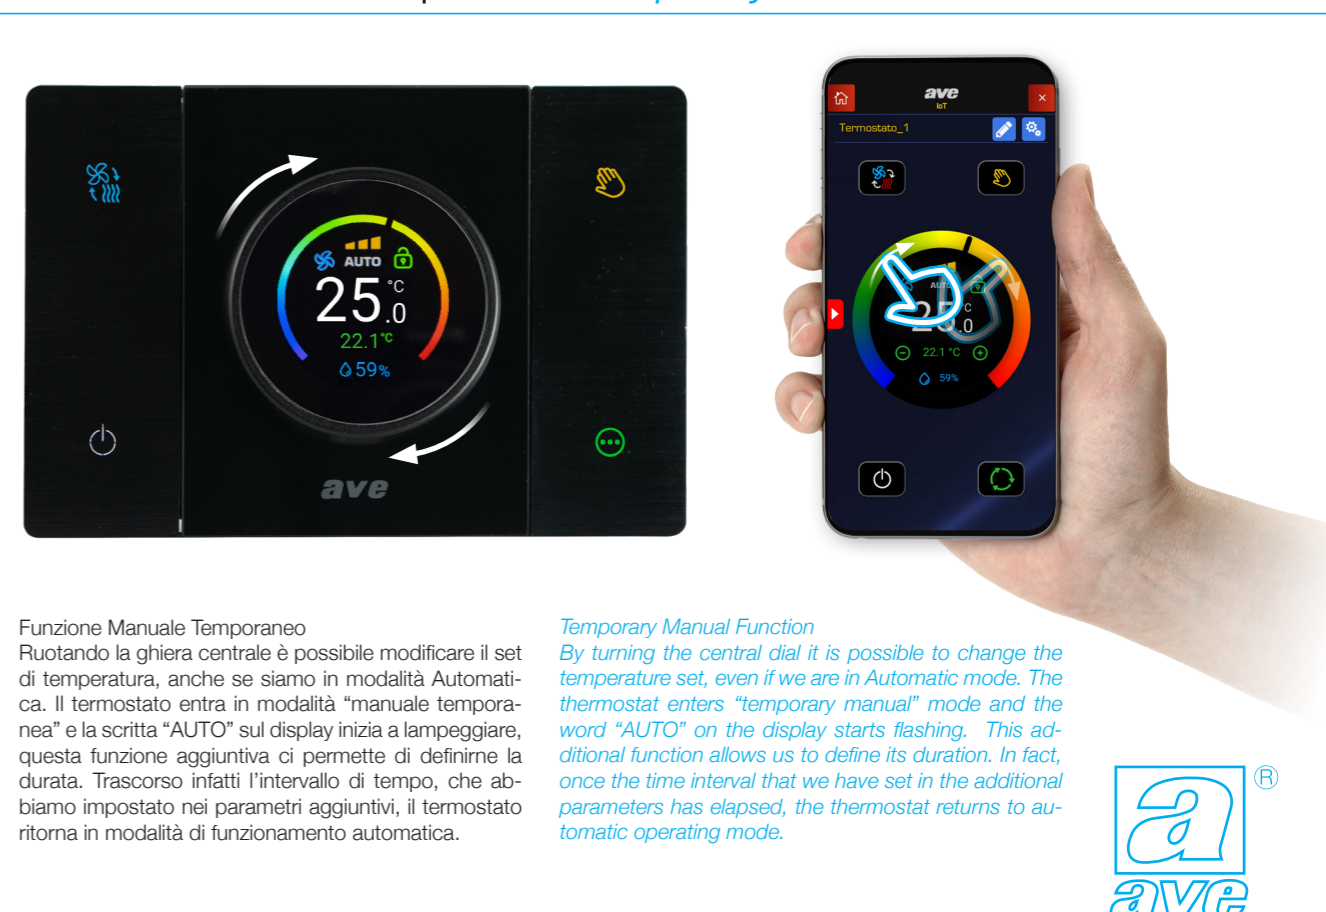 AUTO
25.0 °C
22.1°C
59%
ave
ave
IoT
Termostato_1
22.1 °C
59%
Funzione Manuale Temporaneo
Ruotando la ghiera centrale è possibile modificare il set
di temperatura, anche se siamo in modalità Automati-
ca. Il termostato entra in modalità “manuale tempora-
nea” e la scritta “AUTO” sul display inizia a lampeggiare,
questa funzione aggiuntiva ci permette di definirne la
durata. Trascorso infatti l’intervallo di tempo, che ab-
biamo impostato nei parametri aggiuntivi, il termostato
ritorna in modalità di funzionamento automatica.
Temporary Manual Function
By turning the central dial it is possible to change the
temperature set, even if we are in Automatic mode. The
thermostat enters “temporary manual” mode and the
word “AUTO” on the display starts flashing.  This ad-
ditional function allows us to define its duration. In fact,
once the time interval that we have set in the additional
parameters has elapsed, the thermostat returns to au-
tomatic operating mode.
a ®
ave